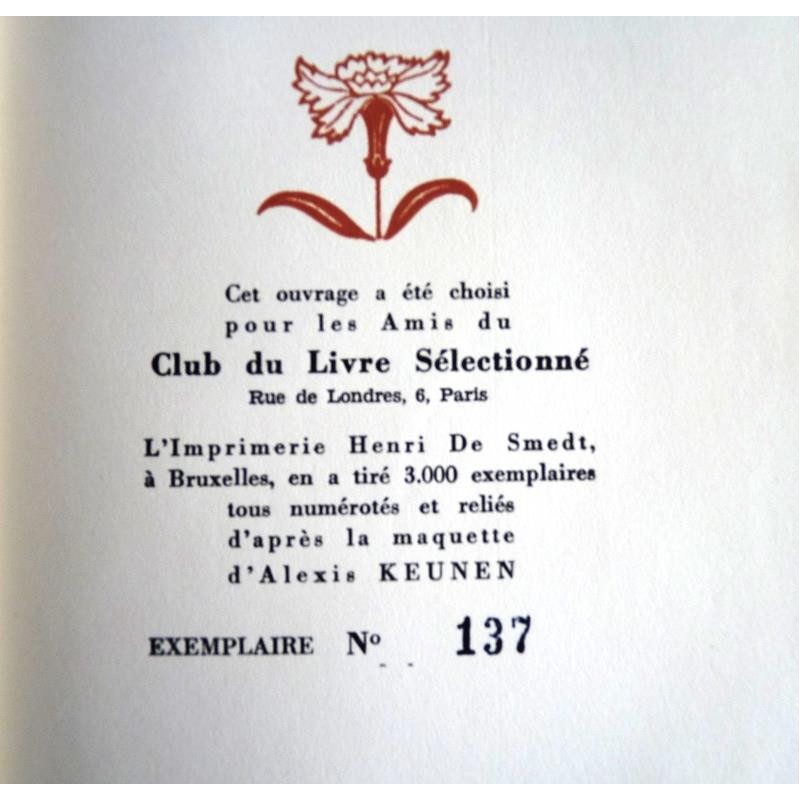 Cet ouvrage a été choisi
pour les Amis du
Club du Livre Sélectionné
Rue de Londres, 6, Paris
L'Imprimerie Henri De Smedt,
à Bruxelles, en a tiré 3.000 exemplaires
tous numérotés et reliés
d'après la maquette
d'Alexis KEUNEN
EXEMPLAIRE Nº 137